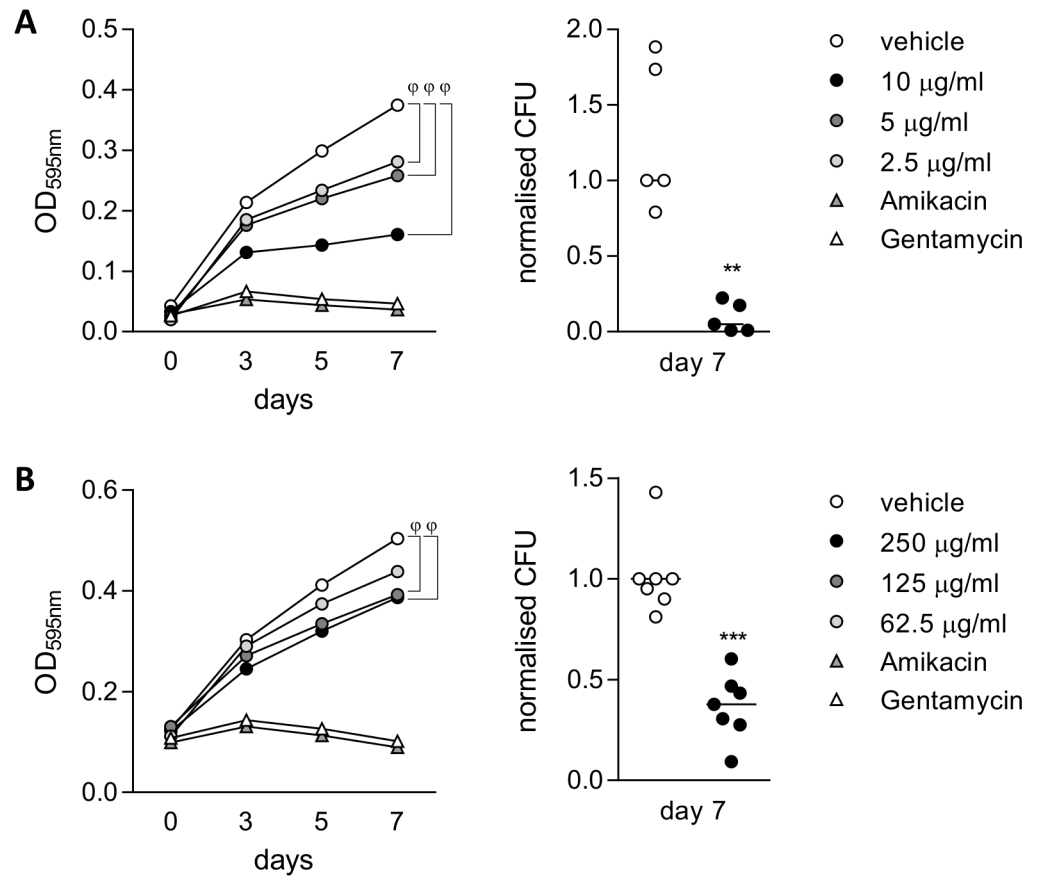 A
0.5
0.4
0.3
0.2
0.1
0.0
OD595nm
φ φ φ
0 3 5 7
days
2.0
1.5
1.0
0.5
0.0
normalised CFU
**
day 7
vehicle
10 µg/ml
5 µg/ml
2.5 µg/ml
Amikacin
Gentamycin
B
0.6
0.4
0.2
0.0
OD595nm
φ φ
0 3 5 7
days
1.5
1.0
0.5
0.0
normalised CFU
***
day 7
vehicle
250 µg/ml
125 µg/ml
62.5 µg/ml
Amikacin
Gentamycin